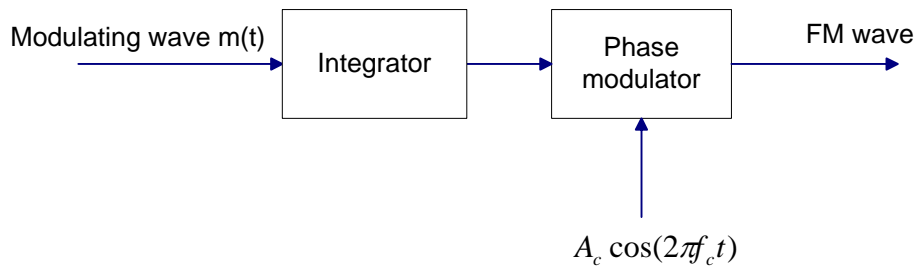 Modulating wave m(t)
Integrator
Phase
modulator
FM wave
A_c cos(2πf_c t)